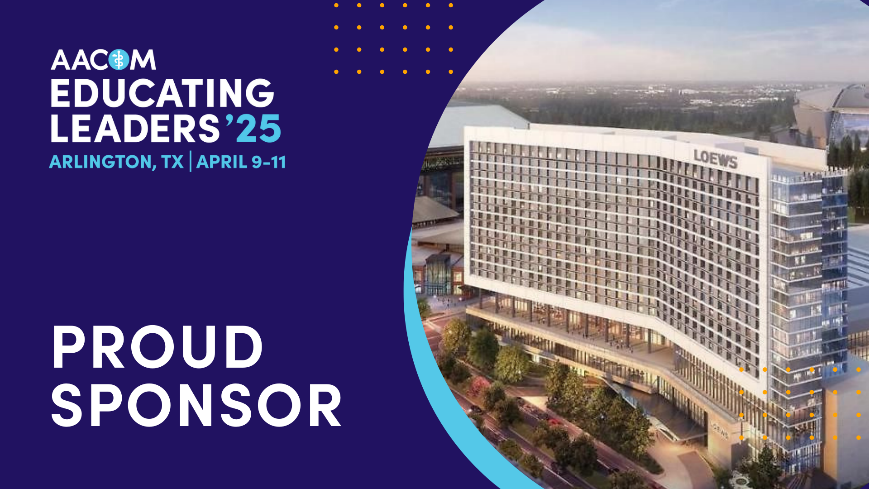 AACOM
EDUCATING
LEADERS '25
ARLINGTON, TX | APRIL 9-11
LOEWS
PROUD
SPONSOR